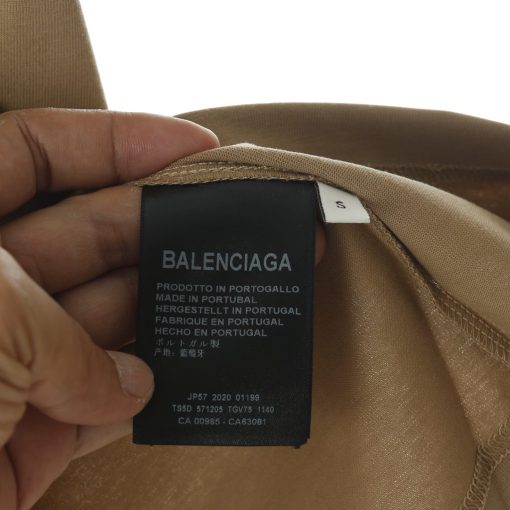 BALENCIAGA
S
PRODOTTO IN PORTOGALLO
MADE IN PORTUBAL
HERGESTELLT IN PORTUGAL
FABRIQUE EN PORTUGAL
HECHO EN PORTUGAL
ポルトガル製
产地: 葡萄牙
JP57 2020 01199
TS5D 571205 TGV75 1140
CA 00985 - CA63081